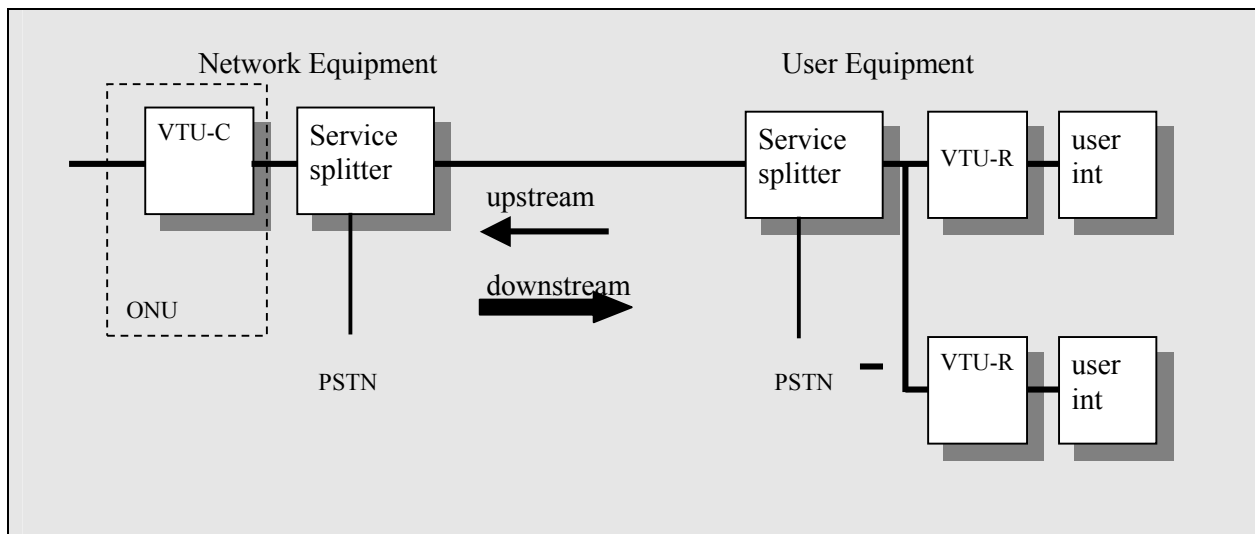 Network Equipment
User Equipment
VTU-C
Service
splitter
Service
splitter
VTU-R
user
int
upstream
downstream
ONU
PSTN
PSTN
VTU-R
user
int